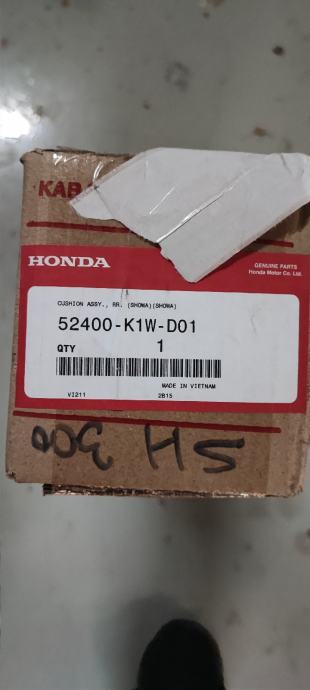 KAB
HONDA
GENUINE PARTS
Honda Motor Co. Ltd.
CUSHION ASSY., RR. (SHOWA)(SHOWA)
52400-K1W-D01
QTY 1
MADE IN VIETNAM
VI211 2B15
SH 300